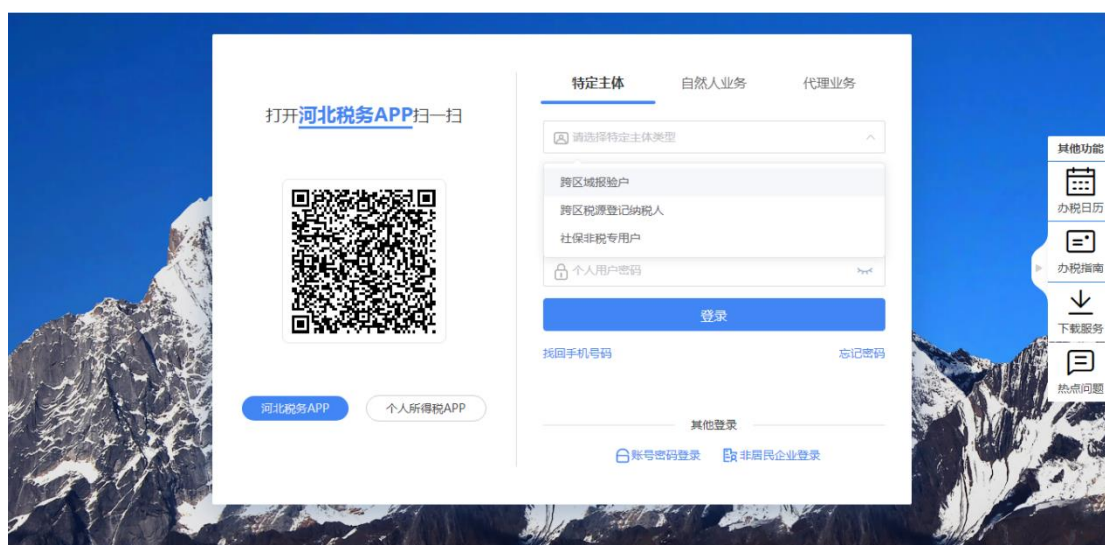 打开河北税务APP扫一扫
河北税务APP
个人所得税APP
特定主体
自然人业务
代理业务
请选择特定主体类型
跨区域报验户
跨区税源登记纳税人
社保非税专用户
个人用户密码
登录
找回手机号码
忘记密码
其他登录
账号密码登录
非居民企业登录
其他功能
办税日历
办税指南
下载服务
热点问题